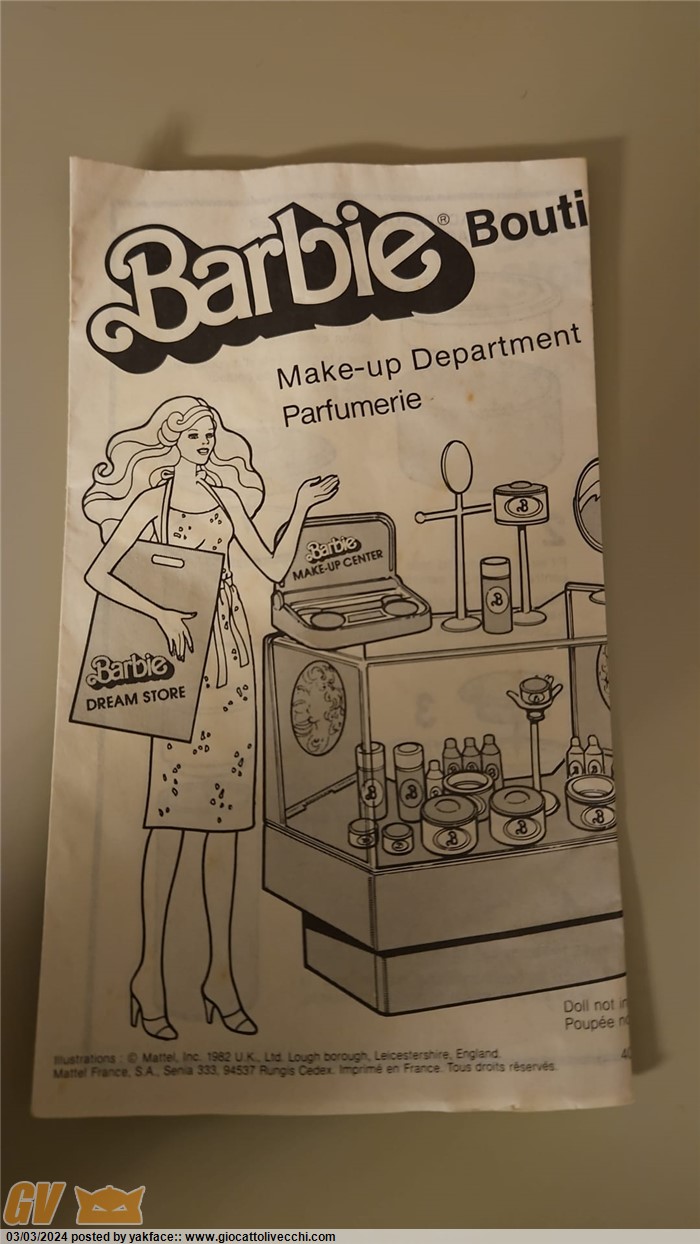 Barbie® Bouti
Make-up Department
Parfumerie
Barbie
MAKE-UP CENTER
B
B
Barbie
DREAM STORE
B
B
B
B
Doll not in
Poupée n
Illustrations : © Mattel, Inc. 1982 U.K., Ltd. Lough borough, Leicestershire, England.
Mattel France, S.A., Senia 333, 94537 Rungis Cedex. Imprimé en France. Tous droits réservés.
GV
03/03/2024 posted by yakface:: www.giocattolivecchi.com